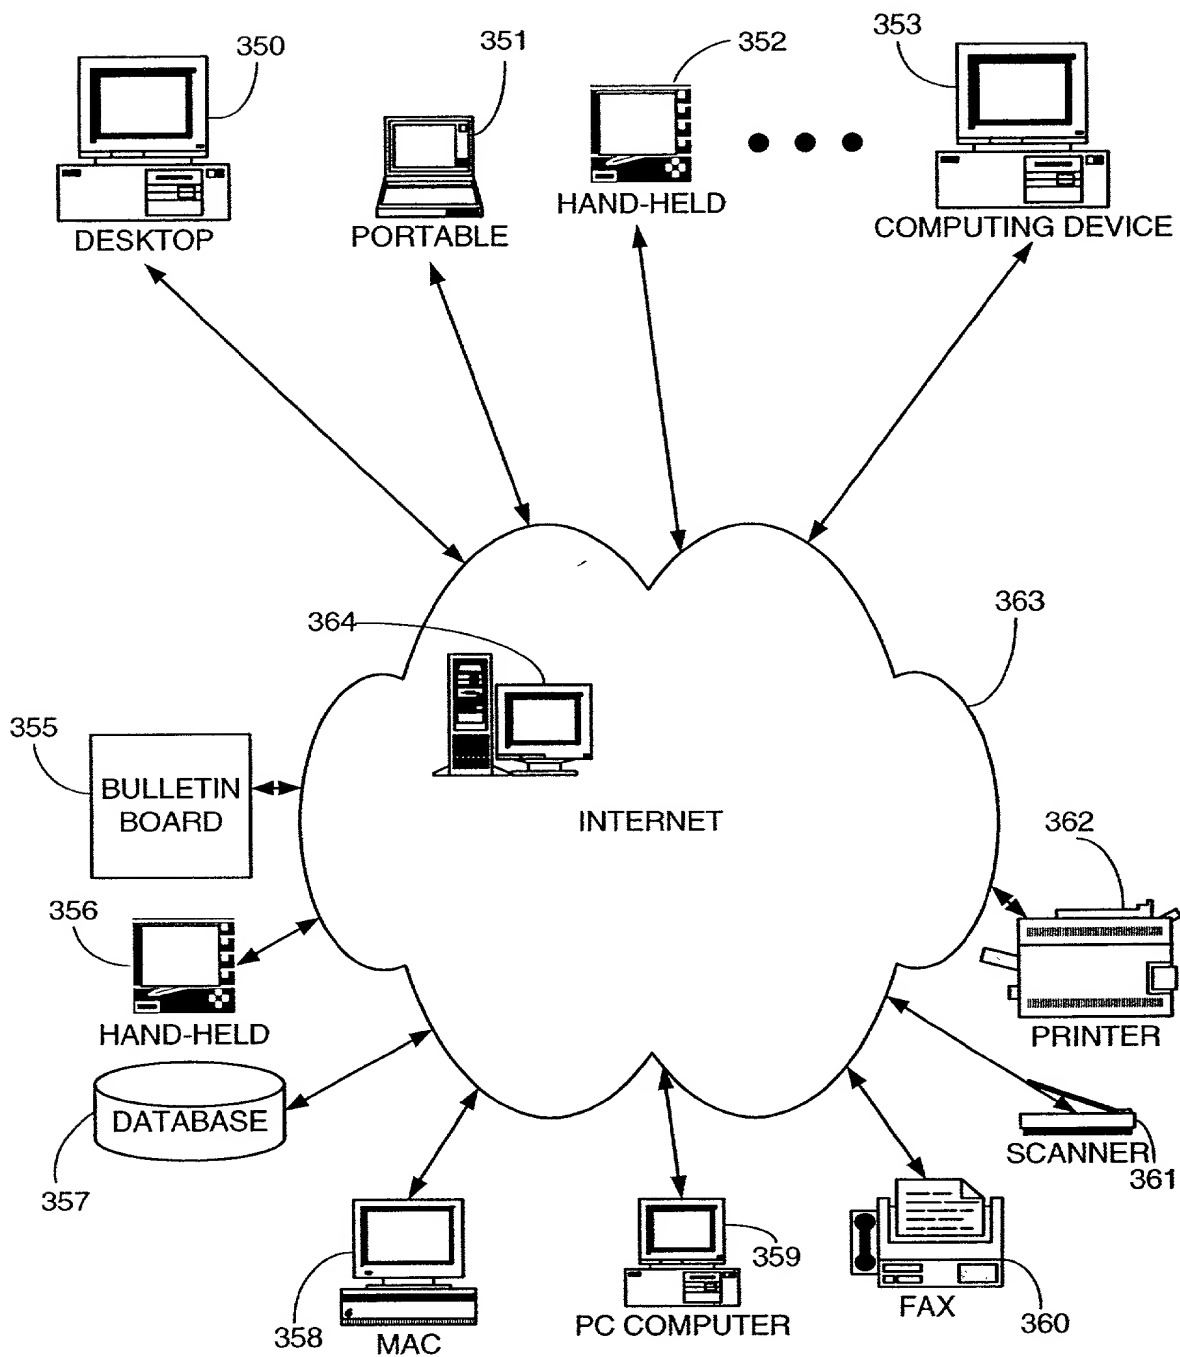 350
351
352
353
DESKTOP
PORTABLE
HAND-HELD
COMPUTING DEVICE
363
364
355
BULLETIN
BOARD
INTERNET
362
356
HAND-HELD
PRINTER
DATABASE
SCANNER
361
357
359
358
MAC
PC COMPUTER
FAX
360